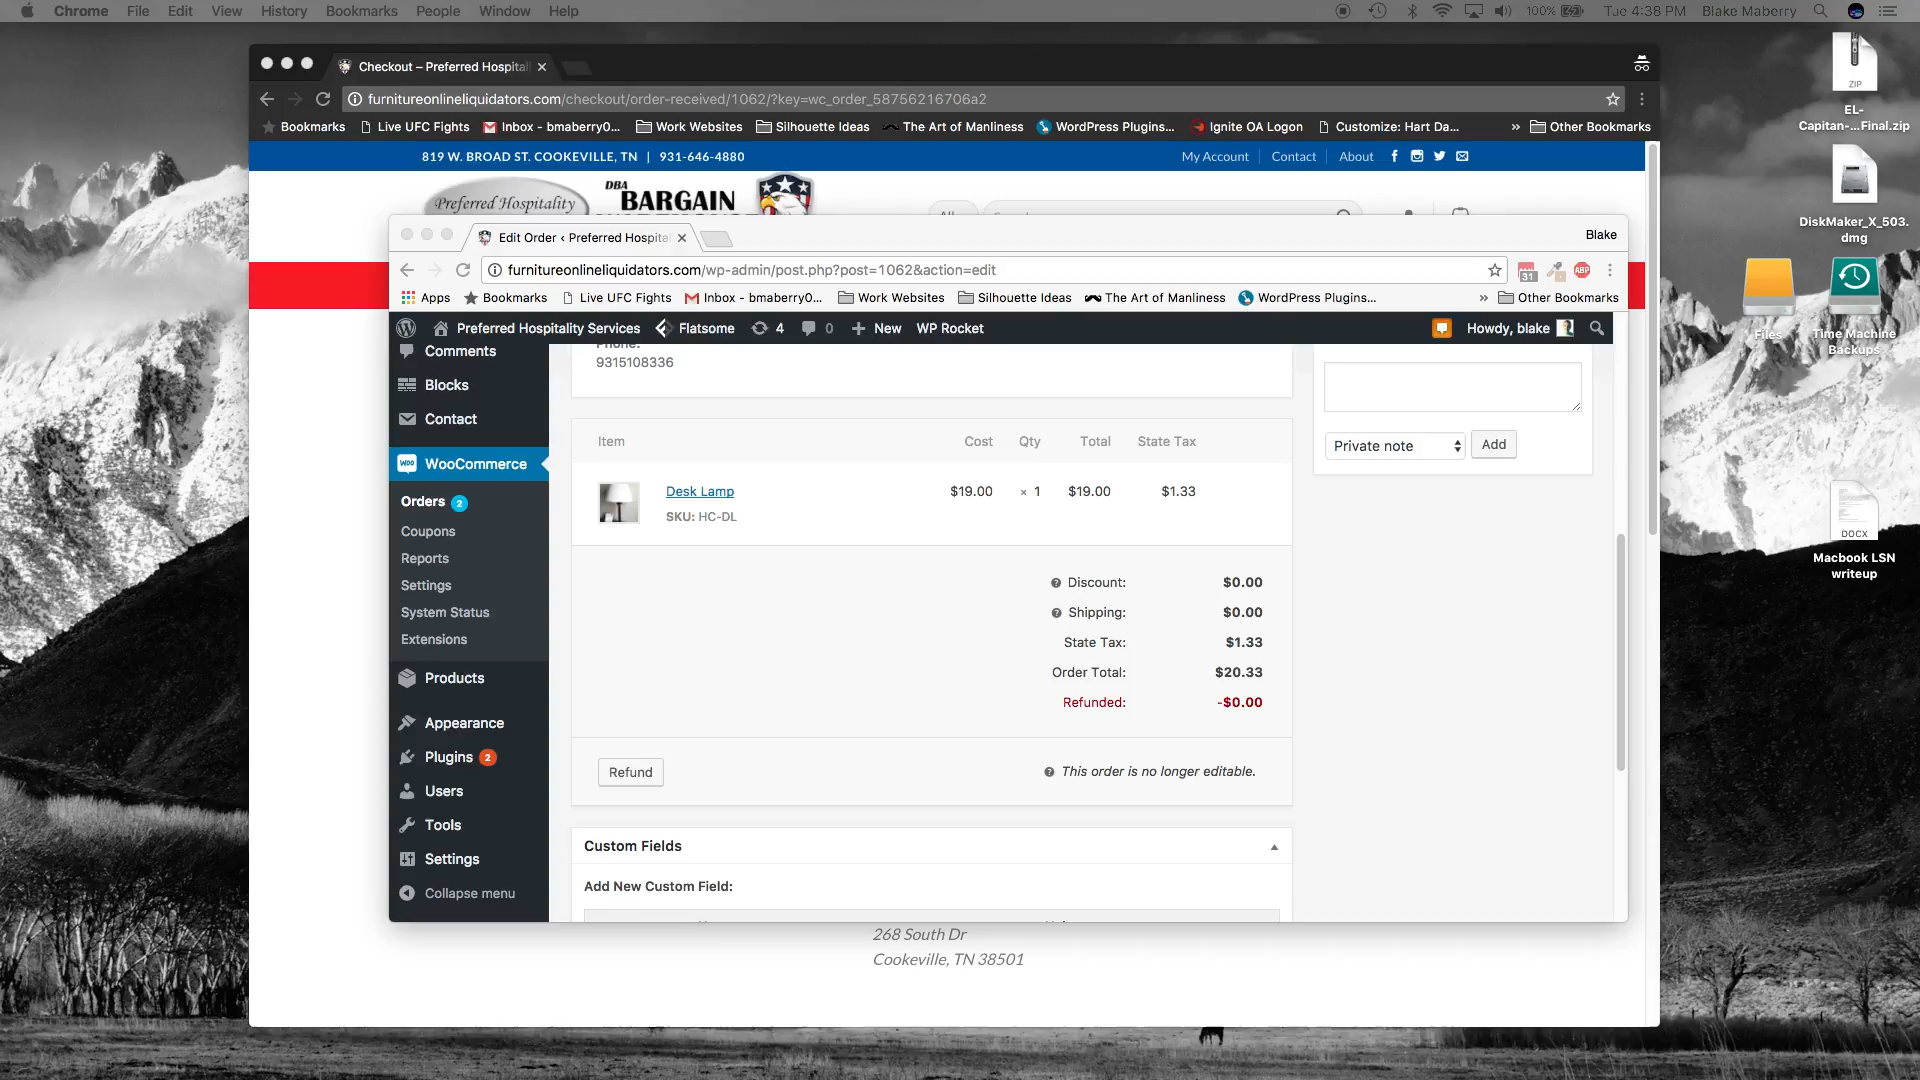 Chrome File Edit View History Bookmarks People Window Help
100% Tue 4:38 PM Blake Maberry
Checkout – Preferred Hospital
furnitureonlineliquidators.com/checkout/order-received/1062/?key=wc_order_58756216706a2
Bookmarks Live UFC Fights Inbox - bmaberry0... Work Websites Silhouette Ideas The Art of Manliness WordPress Plugins... Ignite OA Logon Customize: Hart Da... » Other Bookmarks
819 W. BROAD ST. COOKEVILLE, TN | 931-646-4880
My Account Contact About
Preferred Hospitality
DBA
BARGAIN
Edit Order ‹ Preferred Hospita
Blake
furnitureonlineliquidators.com/wp-admin/post.php?post=1062&action=edit
31
ABP
Apps Bookmarks Live UFC Fights Inbox - bmaberry0... Work Websites Silhouette Ideas The Art of Manliness WordPress Plugins... » Other Bookmarks
Preferred Hospitality Services Flatsome 4 0 New WP Rocket
Howdy, blake
Comments
Blocks
Contact
WooCommerce
Orders 2
Coupons
Reports
Settings
System Status
Extensions
Products
Appearance
Plugins 2
Users
Tools
Settings
Collapse menu
Phone:
9315108336
Item Cost Qty Total State Tax
Desk Lamp $19.00 × 1 $19.00 $1.33
SKU: HC-DL
Discount: $0.00
Shipping: $0.00
State Tax: $1.33
Order Total: $20.33
Refunded: -$0.00
Refund
This order is no longer editable.
Custom Fields
Add New Custom Field:
Private note
Add
268 South Dr
Cookeville, TN 38501
ZIP
EL-
Capitan-...Final.zip
DiskMaker_X_503.
dmg
Files
Time Machine
Backups
DOCX
Macbook LSN
writeup